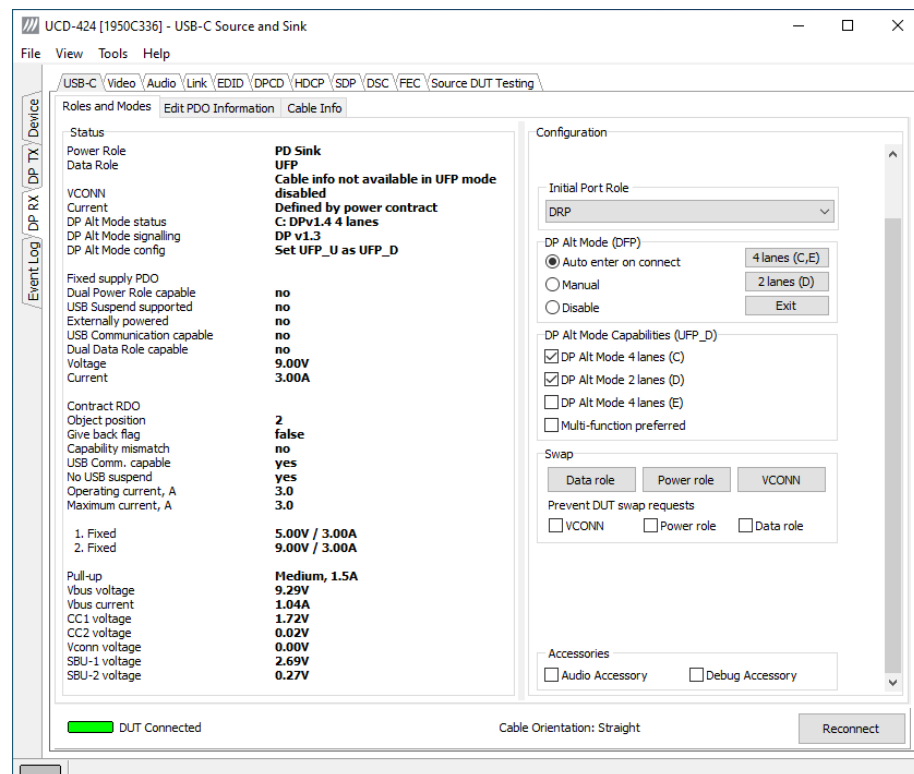 UCD-424 [1950C336] - USB-C Source and Sink
File View Tools Help
USB-C Video Audio Link EDID DPCD HDCP SDP DSC FEC Source DUT Testing
Roles and Modes Edit PDO Information Cable Info
Device
DP TX
DP RX
Event Log
Status
Power Role PD Sink
Data Role UFP
Cable info not available in UFP mode
VCONN disabled
Current Defined by power contract
DP Alt Mode status C: DPv1.4 4 lanes
DP Alt Mode signalling DP v1.3
DP Alt Mode config Set UFP_U as UFP_D
Fixed supply PDO
Dual Power Role capable no
USB Suspend supported no
Externally powered no
USB Communication capable no
Dual Data Role capable no
Voltage 9.00V
Current 3.00A
Contract RDO
Object position 2
Give back flag false
Capability mismatch no
USB Comm. capable yes
No USB suspend yes
Operating current, A 3.0
Maximum current, A 3.0
1. Fixed 5.00V / 3.00A
2. Fixed 9.00V / 3.00A
Pull-up Medium, 1.5A
Vbus voltage 9.29V
Vbus current 1.04A
CC1 voltage 1.72V
CC2 voltage 0.02V
Vconn voltage 0.00V
SBU-1 voltage 2.69V
SBU-2 voltage 0.27V
Configuration
Initial Port Role
DRP
DP Alt Mode (DFP)
Auto enter on connect 4 lanes (C,E)
Manual 2 lanes (D)
Disable Exit
DP Alt Mode Capabilities (UFP_D)
DP Alt Mode 4 lanes (C)
DP Alt Mode 2 lanes (D)
DP Alt Mode 4 lanes (E)
Multi-function preferred
Swap
Data role Power role VCONN
Prevent DUT swap requests
VCONN Power role Data role
Accessories
Audio Accessory Debug Accessory
DUT Connected Cable Orientation: Straight Reconnect